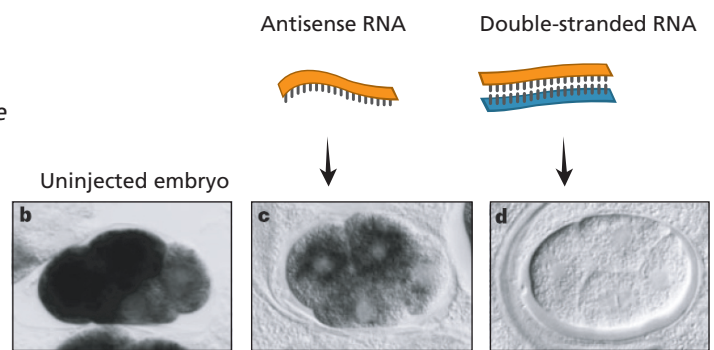 Antisense RNA
Double-stranded RNA
e
Uninjected embryo
b
c
d